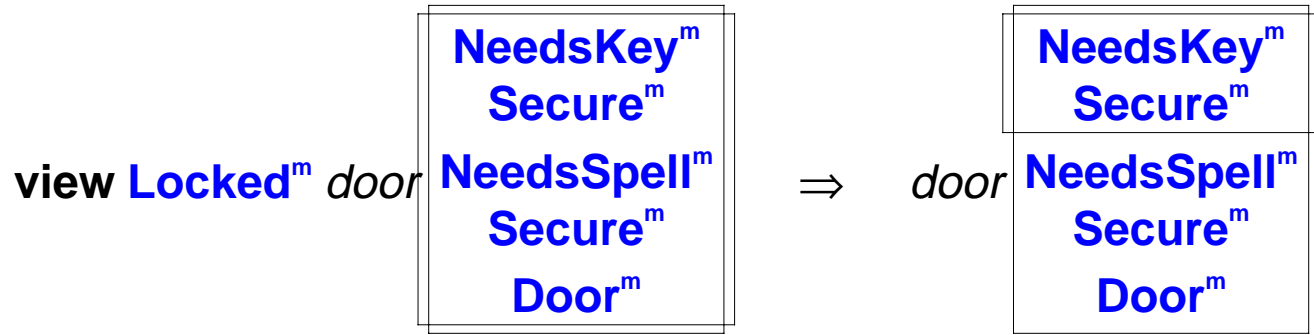 NeedsKeyᵐ NeedsKeyᵐ
Secureᵐ Secureᵐ
view Lockedᵐ door NeedsSpellᵐ ⇒ door NeedsSpellᵐ
Secureᵐ Secureᵐ
Doorᵐ Doorᵐ